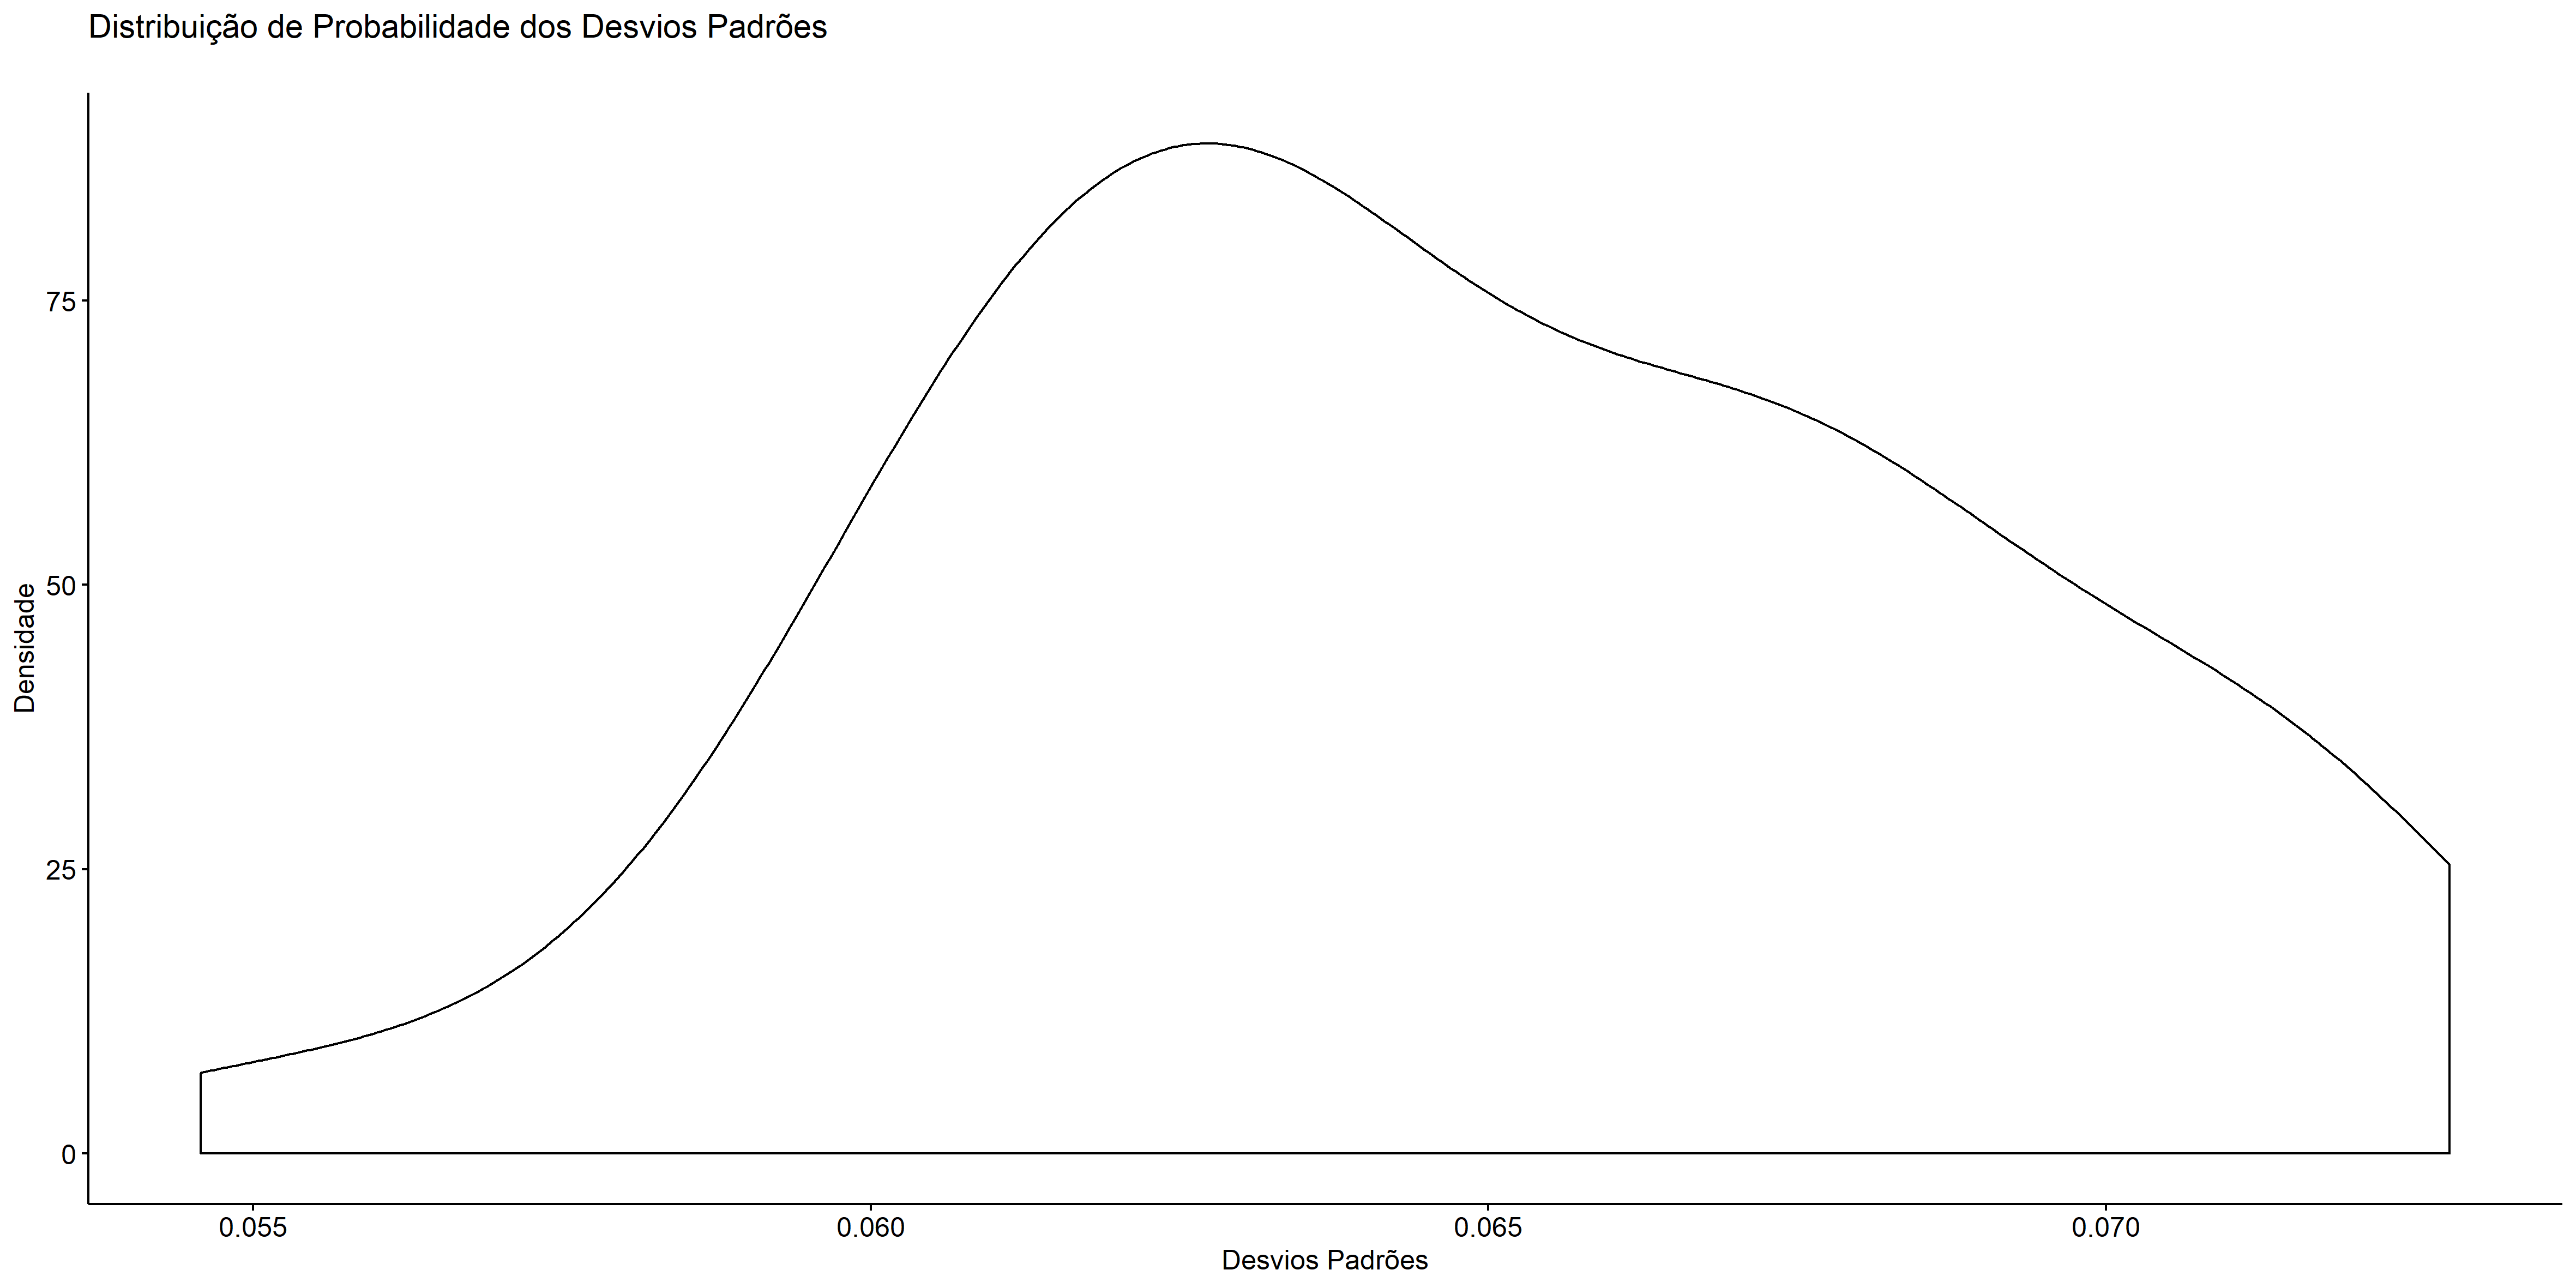 Distribuição de Probabilidade dos Desvios Padrões
75
50
25
0
Densidade
0.055
0.060
0.065
0.070
Desvios Padrões